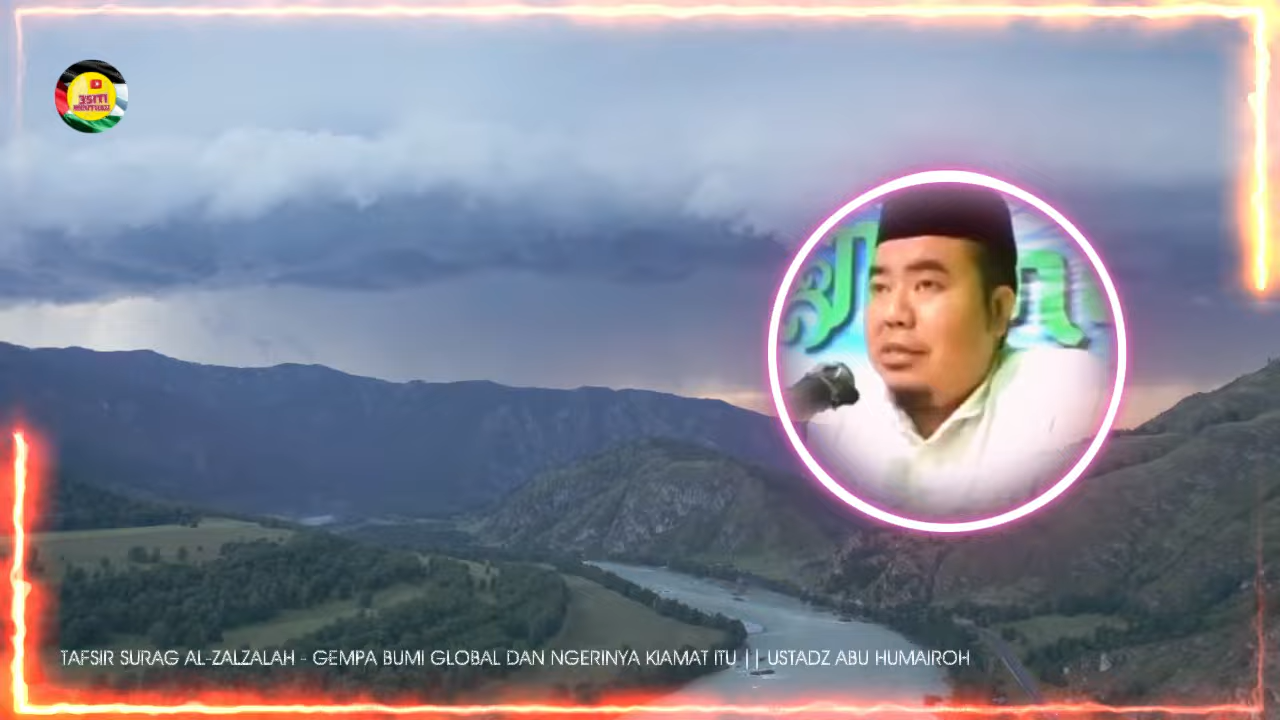 TAFSIR SURAG AL-ZALZALAH - GEMPA BUMI GLOBAL DAN NGERINYA KIAMAT ITU || USTADZ ABU HUMAIROH